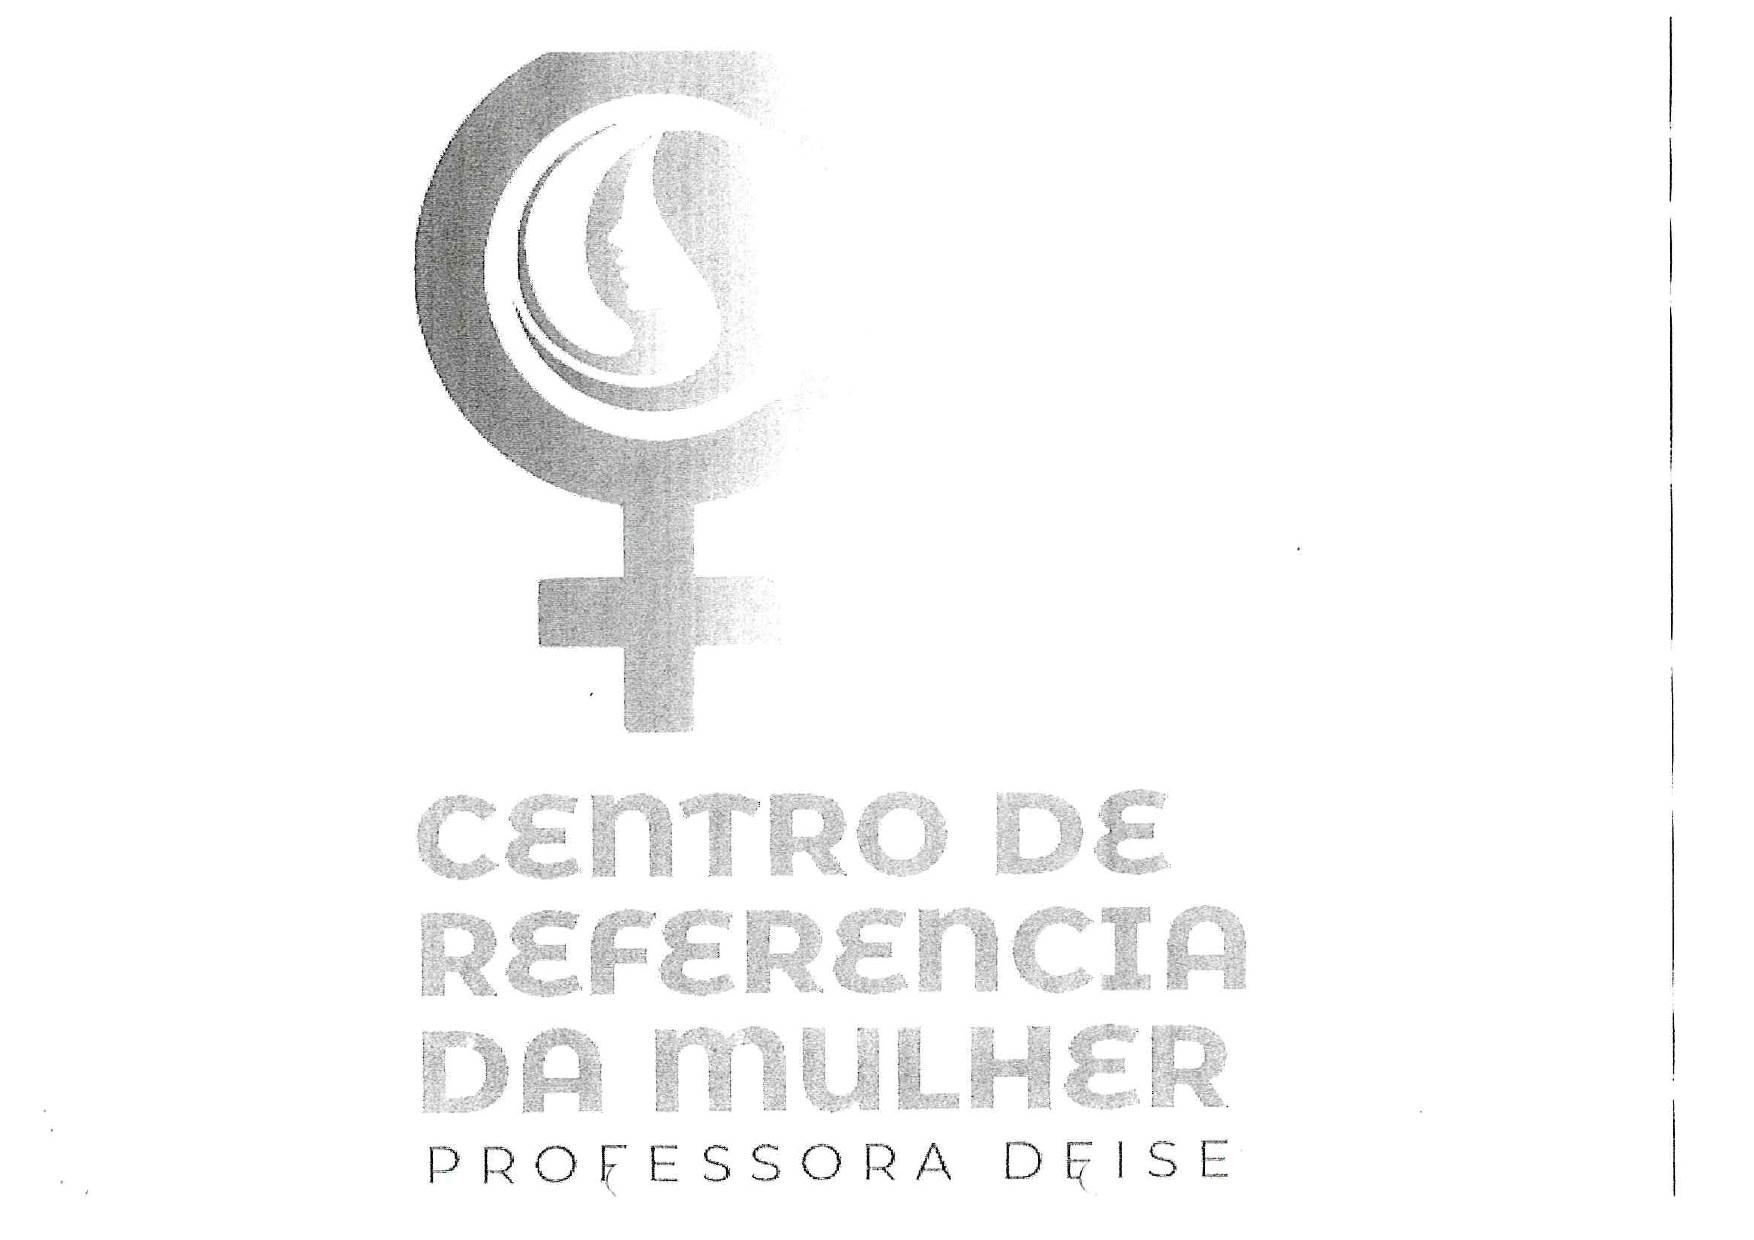 CENTRO DE
REFERENCIA
DA MULHER
PROFESSORA DEISE